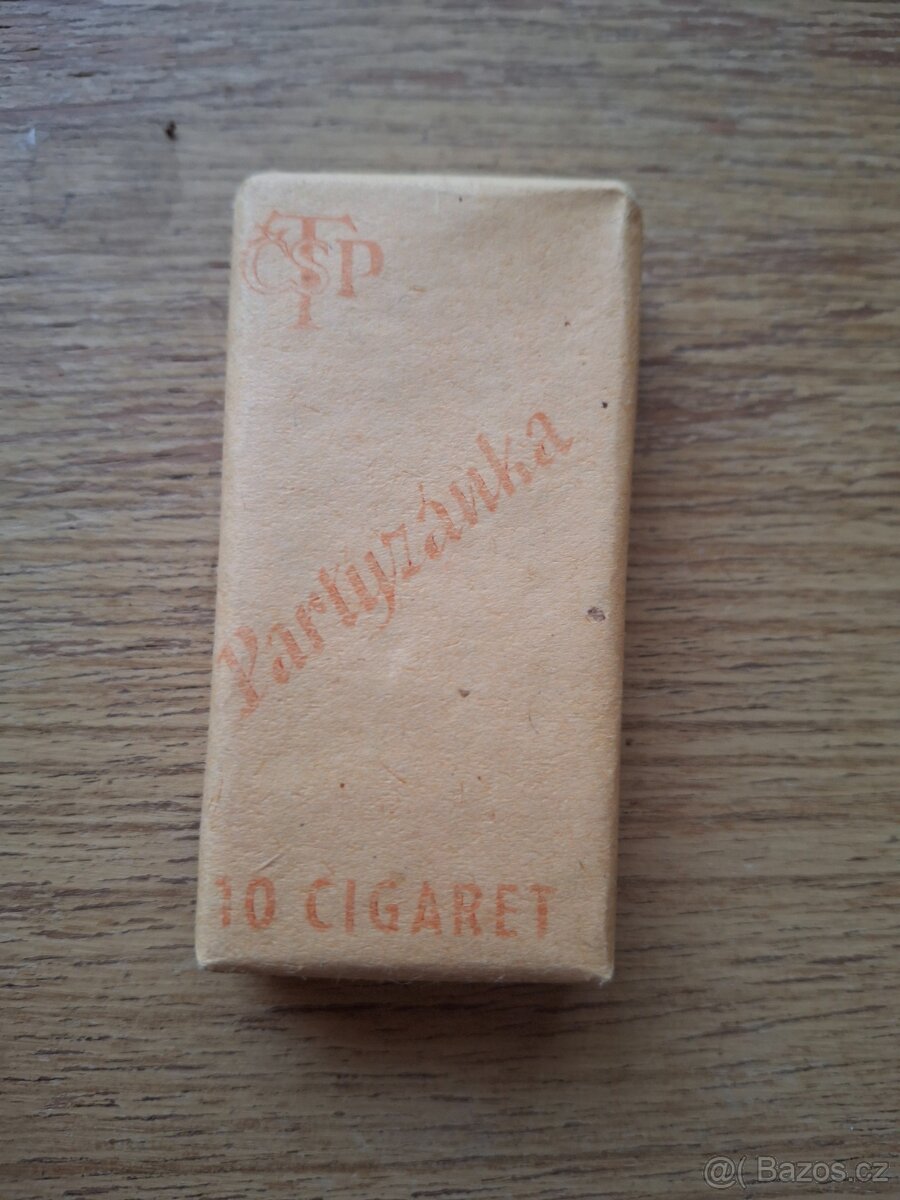 ČSTP
Partyzánka
10 CIGARET
@( Bazos.cz